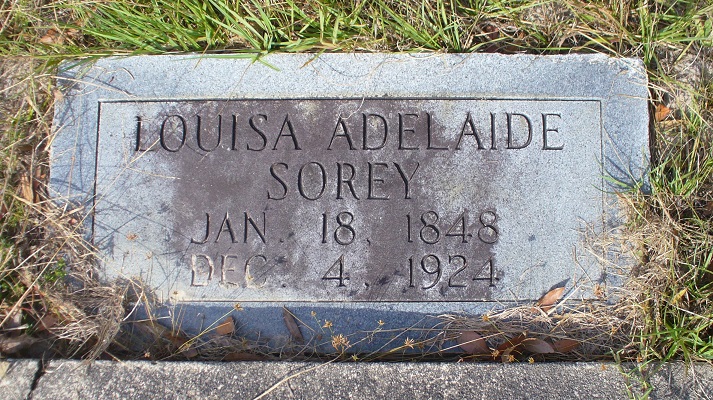 LOUISA ADELAIDE
SOREY
JAN. 18, 1848
DEC. 4, 1924